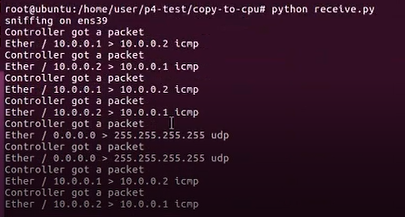 root@ubuntu:/home/user/p4-test/copy-to-cpu# python receive.py
sniffing on ens39
Controller got a packet
Ether / 10.0.0.1 > 10.0.0.2 icmp
Controller got a packet
Ether / 10.0.0.2 > 10.0.0.1 icmp
Controller got a packet
Ether / 10.0.0.1 > 10.0.0.2 icmp
Controller got a packet
Ether / 10.0.0.2 > 10.0.0.1 icmp
Controller got a packet
Ether / 0.0.0.0 > 255.255.255.255 udp
Controller got a packet
Ether / 0.0.0.0 > 255.255.255.255 udp
Controller got a packet
Ether / 10.0.0.1 > 10.0.0.2 icmp
Controller got a packet
Ether / 10.0.0.2 > 10.0.0.1 icmp